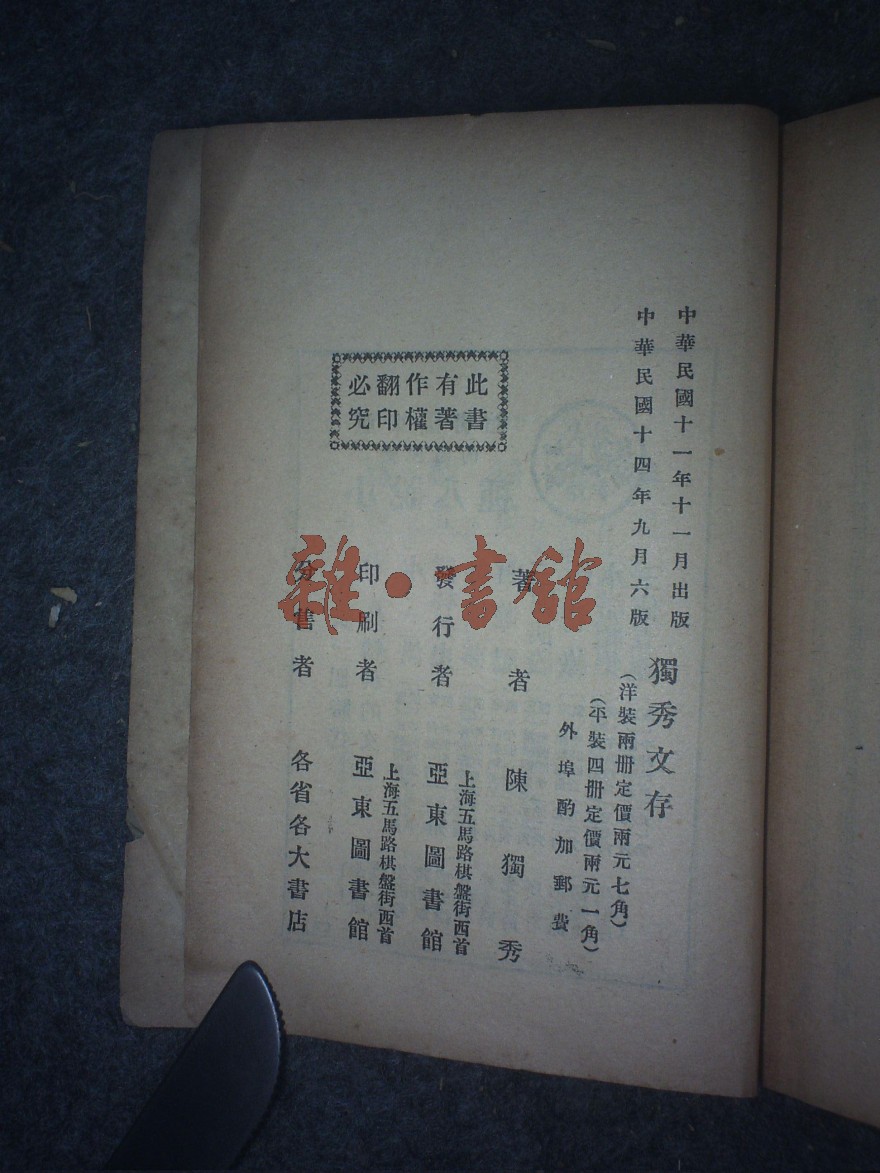 中華民國十一年十一月出版
中華民國十四年九月六版
獨秀文存
(洋裝兩册定價兩元七角)
(平裝四册定價兩元一角)
外埠酌加郵費
著者 陳獨秀
發行者 上海五馬路棋盤街西首
亞東圖書館
印刷者 上海五馬路棋盤街西首
亞東圖書館
分售者 各省各大書店
此書有著作權翻印必究
雜·書舘